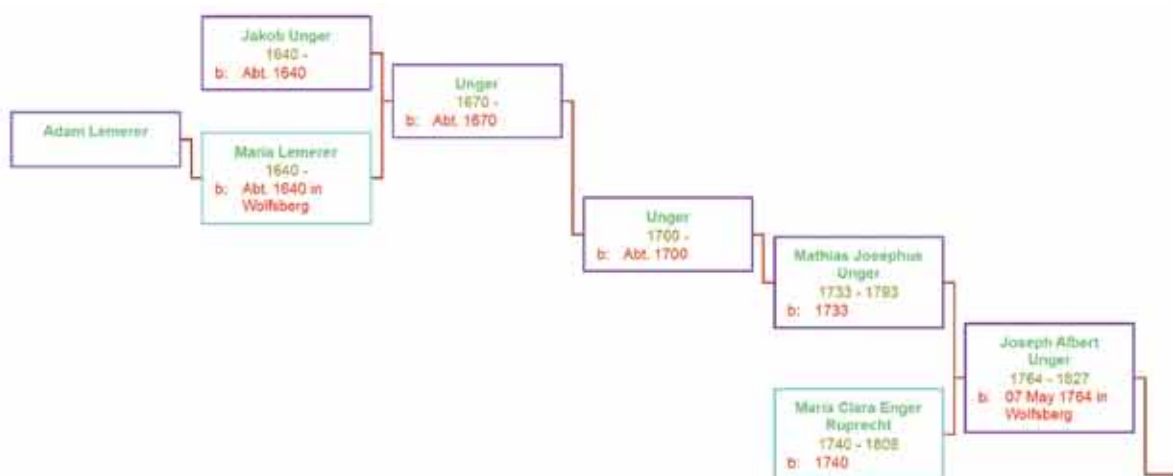 Jakob Unger
1640 -
b: Abt. 1640
Unger
1670 -
b: Abt. 1670
Adam Lemerer
Maria Lemerer
1640 -
b: Abt. 1640 in
Wolfsberg
Unger
1700 -
b: Abt. 1700
Mathias Josephus
Unger
1733 - 1793
b: 1733
Joseph Albert
Unger
1764 - 1827
b: 07 May 1764 in
Wolfsberg
Maria Clara Enger
Ruprecht
1740 - 1808
b: 1740